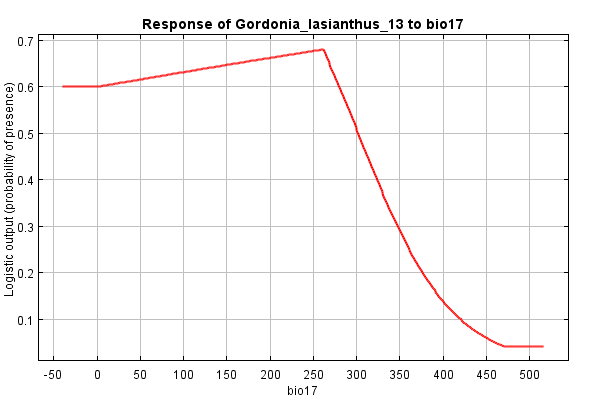 Response of Gordonia_lasianthus_13 to bio17
Logistic output (probability of presence)
0.7
0.6
0.5
0.4
0.3
0.2
0.1
-50 0 50 100 150 200 250 300 350 400 450 500
bio17